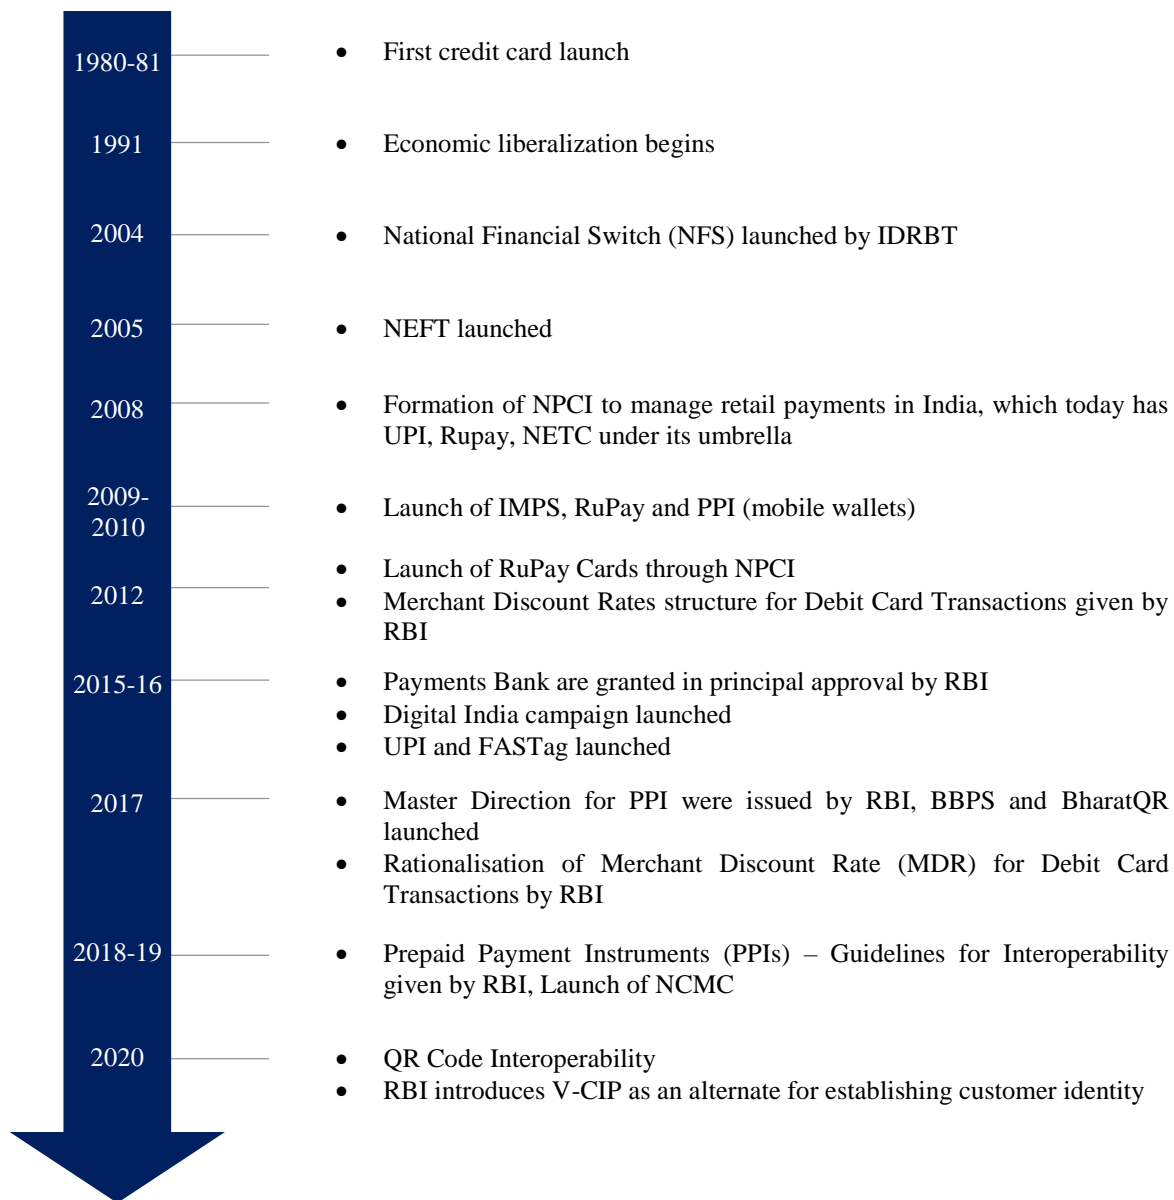 1980-81
• First credit card launch
1991
• Economic liberalization begins
2004
• National Financial Switch (NFS) launched by IDRBT
2005
• NEFT launched
2008
• Formation of NPCI to manage retail payments in India, which today has
UPI, Rupay, NETC under its umbrella
2009-
2010
• Launch of IMPS, RuPay and PPI (mobile wallets)
2012
• Launch of RuPay Cards through NPCI
• Merchant Discount Rates structure for Debit Card Transactions given by
RBI
2015-16
• Payments Bank are granted in principal approval by RBI
• Digital India campaign launched
• UPI and FASTag launched
2017
• Master Direction for PPI were issued by RBI, BBPS and BharatQR
launched
• Rationalisation of Merchant Discount Rate (MDR) for Debit Card
Transactions by RBI
2018-19
• Prepaid Payment Instruments (PPIs) – Guidelines for Interoperability
given by RBI, Launch of NCMC
2020
• QR Code Interoperability
• RBI introduces V-CIP as an alternate for establishing customer identity